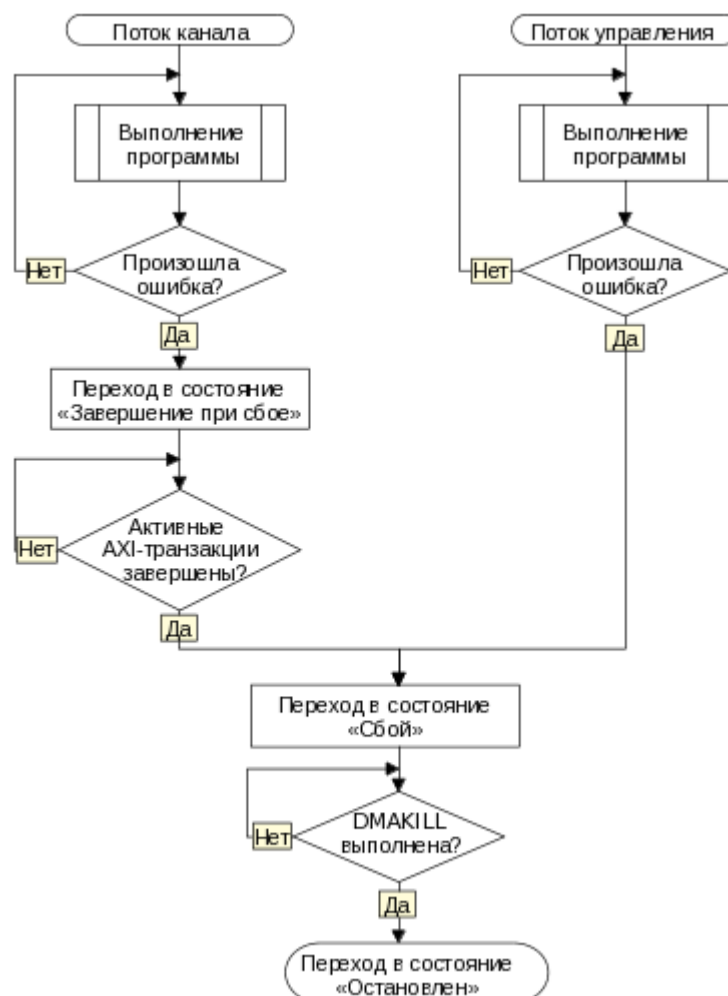 Поток канала
Выполнение
программы
Произошла
ошибка?
Нет
Да
Переход в состояние
«Завершение при сбое»
Активные
AXI-транзакции
завершены?
Нет
Да
Поток управления
Выполнение
программы
Произошла
ошибка?
Нет
Да
Переход в состояние
«Сбой»
DMAKILL
выполнена?
Нет
Да
Переход в состояние
«Остановлен»